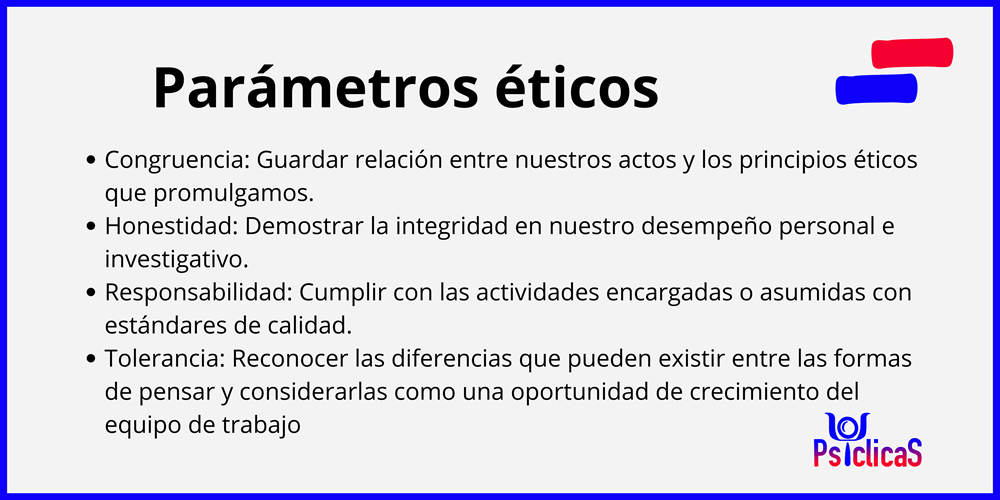 Parámetros éticos
• Congruencia: Guardar relación entre nuestros actos y los principios éticos
que promulgamos.
• Honestidad: Demostrar la integridad en nuestro desempeño personal e
investigativo.
• Responsabilidad: Cumplir con las actividades encargadas o asumidas con
estándares de calidad.
• Tolerancia: Reconocer las diferencias que pueden existir entre las formas
de pensar y considerarlas como una oportunidad de crecimiento del
equipo de trabajo
PsiclicaS